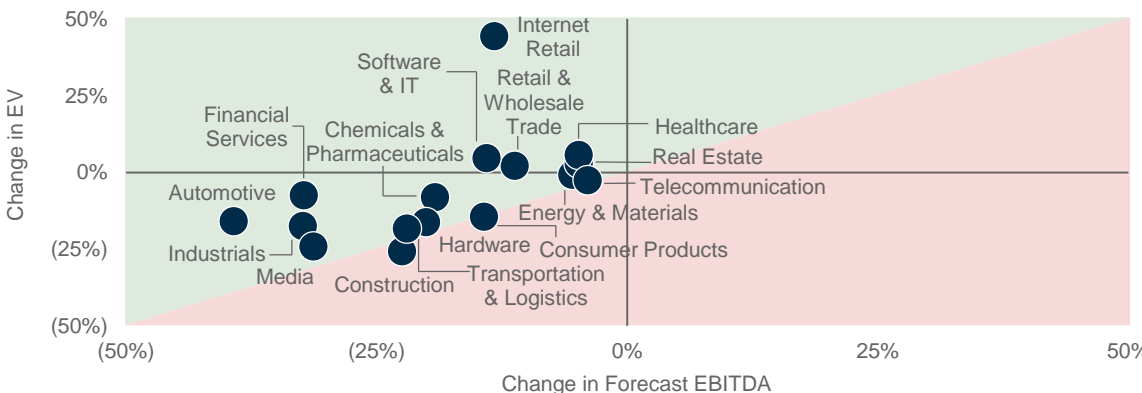 50%
25%
0%
(25%)
(50%)
Change in EV
Internet
Retail
Software
& IT
Retail &
Wholesale
Trade
Financial
Services
Chemicals &
Pharmaceuticals
Healthcare
Real Estate
Telecommunication
Automotive
Energy & Materials
Industrials
Hardware
Consumer Products
Media
Construction
Transportation
& Logistics
(50%)
(25%)
0%
25%
50%
Change in Forecast EBITDA